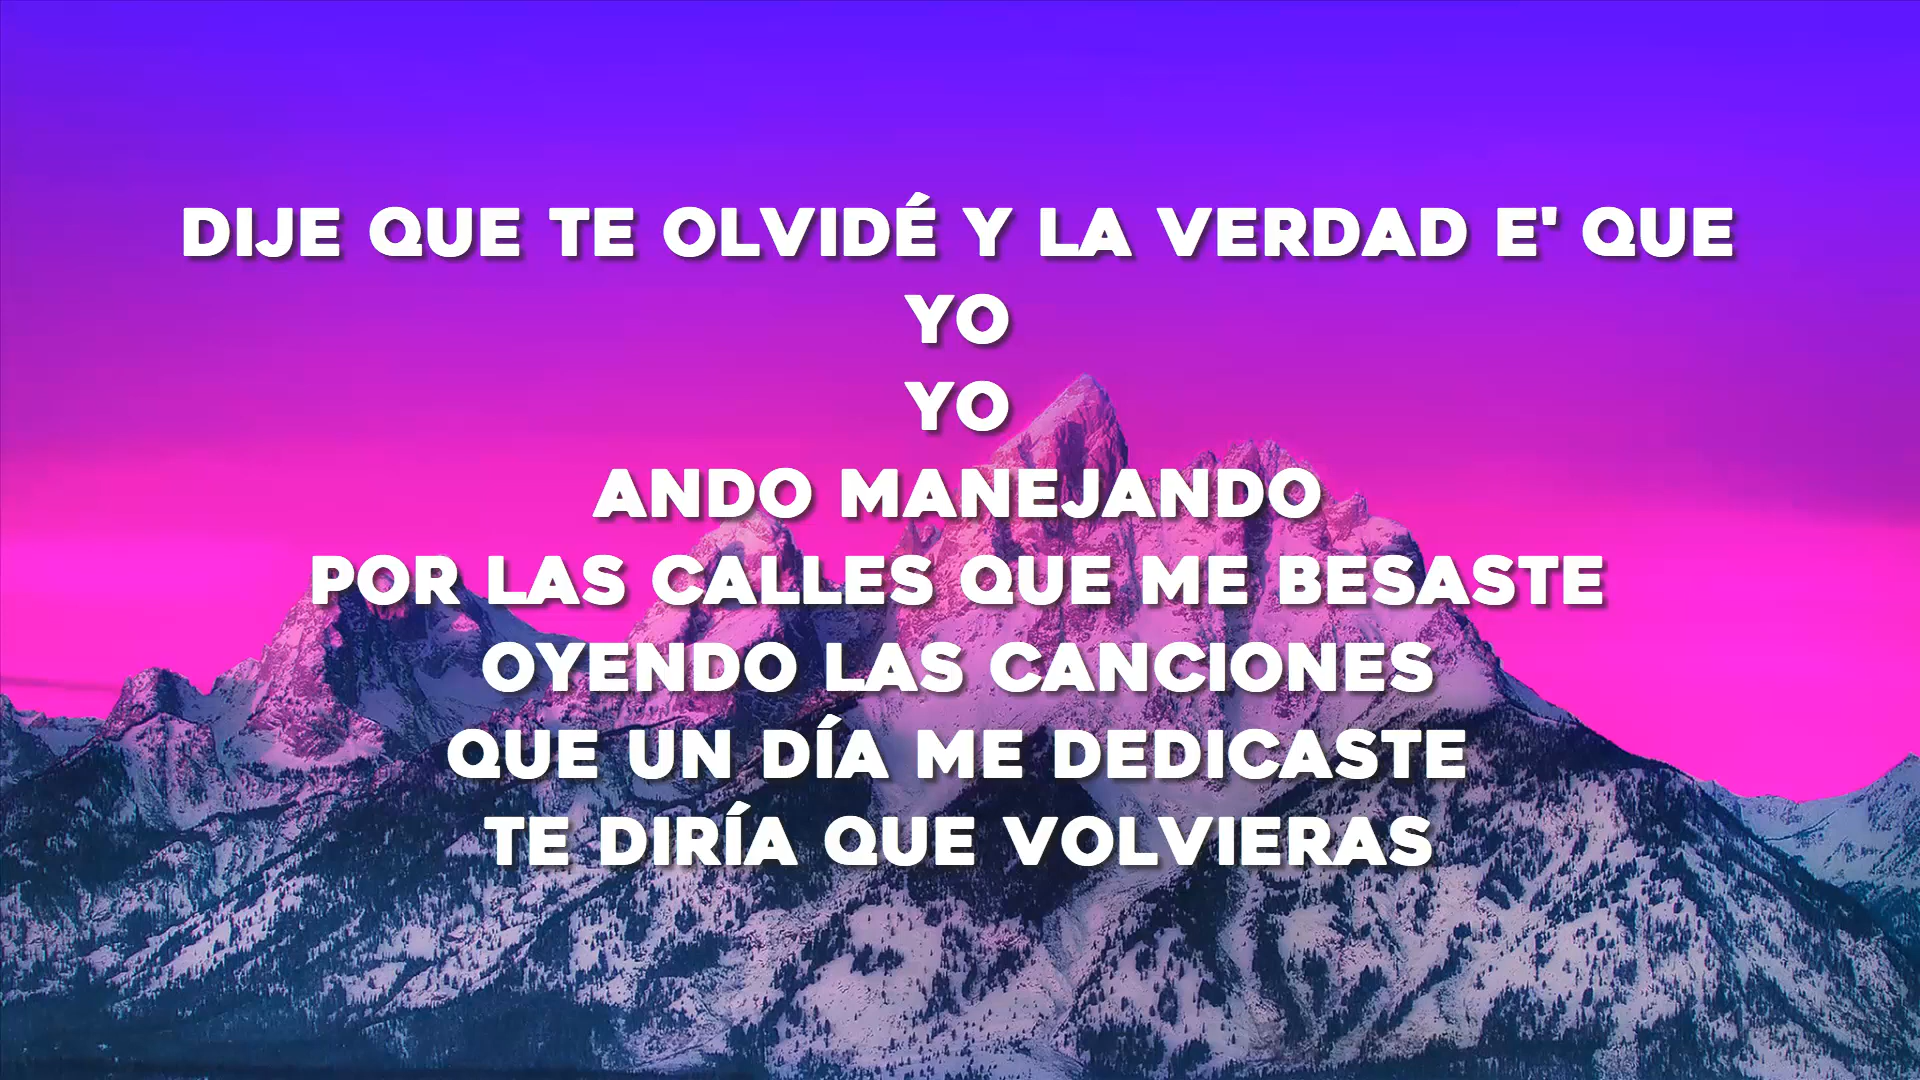 DIJE QUE TE OLVIDÉ Y LA VERDAD E' QUE
YO
YO
ANDO MANEJANDO
POR LAS CALLES QUE ME BESASTE
OYENDO LAS CANCIONES
QUE UN DÍA ME DEDICASTE
TE DIRÍA QUE VOLVIERAS